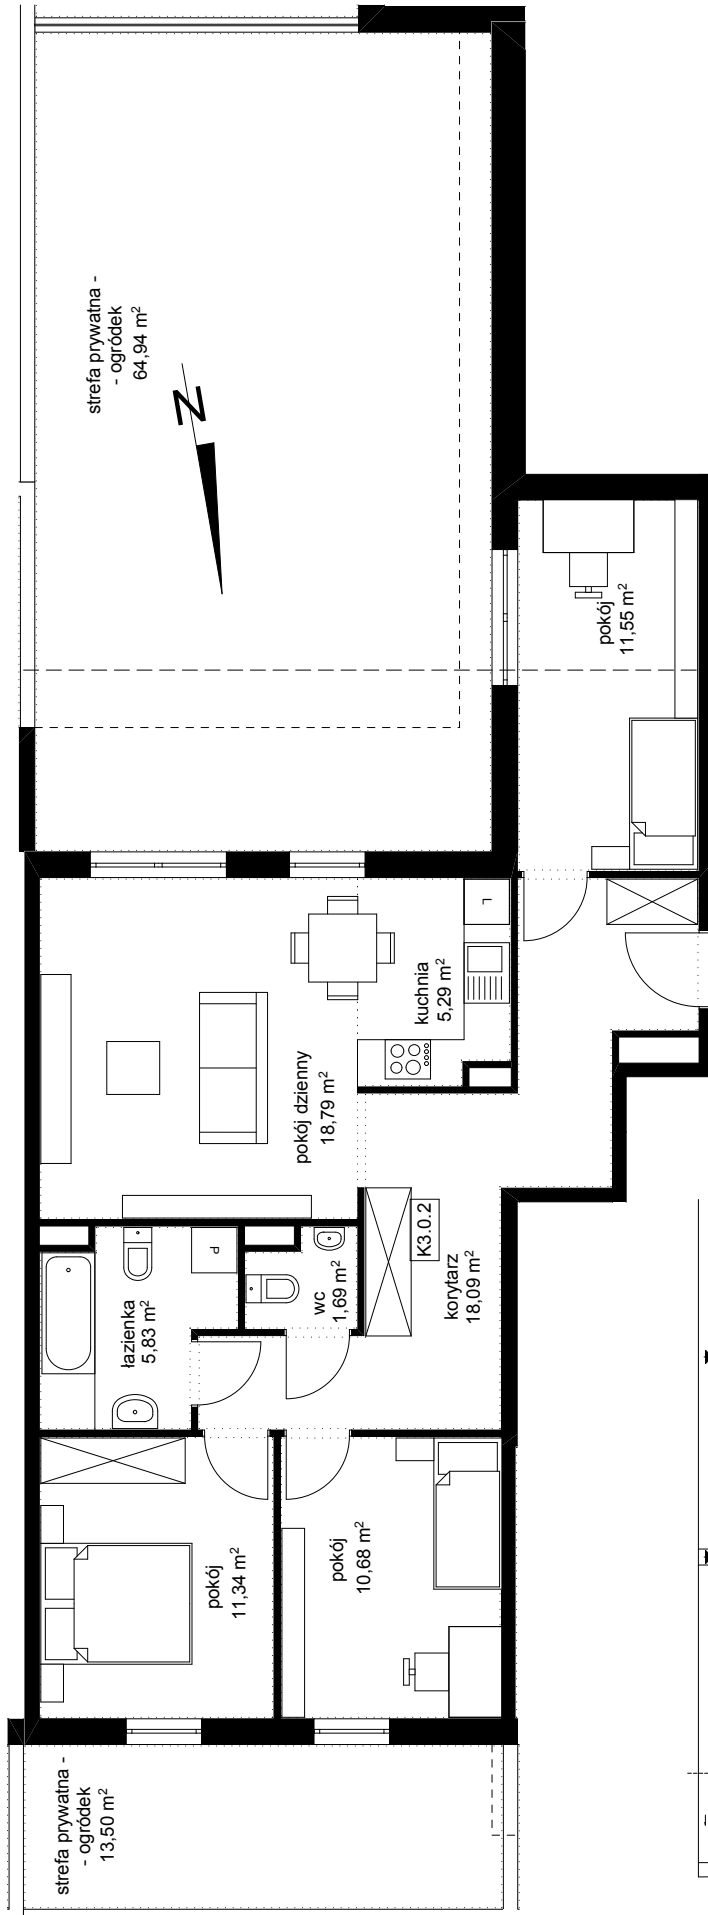 strefa prywatna -
- ogródek
64,94 m²
N
pokój
11,55 m²
kuchnia
5,29 m²
L
pokój dzienny
18,79 m²
K3.0.2
korytarz
18,09 m²
wc
1,69 m²
P
łazienka
5,83 m²
pokój
11,34 m²
pokój
10,68 m²
strefa prywatna -
- ogródek
13,50 m²